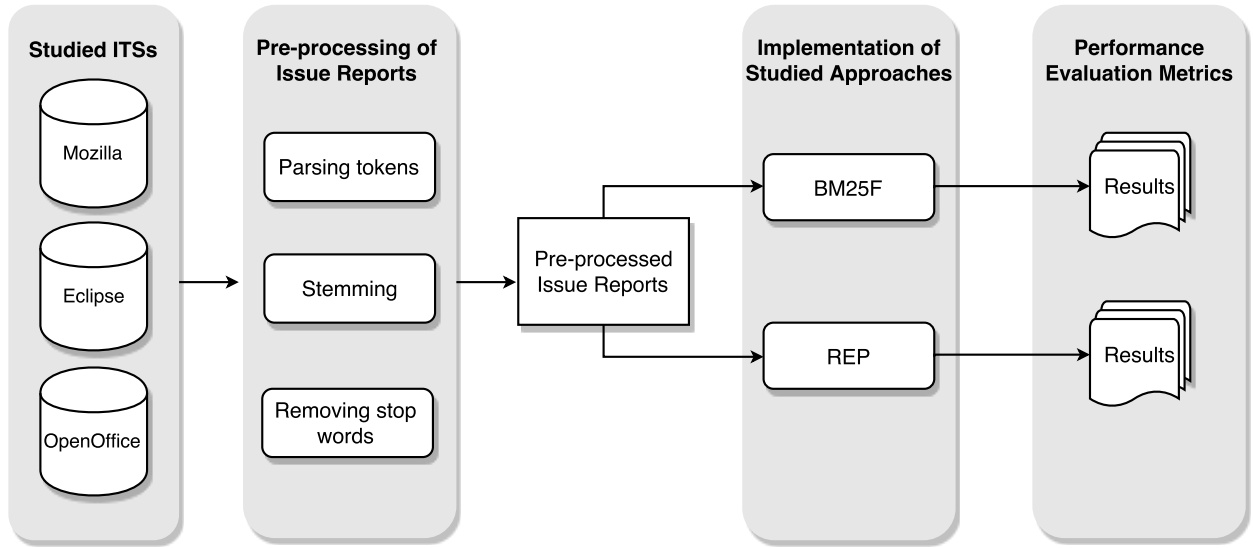 Studied ITSs
Mozilla
Eclipse
OpenOffice
Pre-processing of
Issue Reports
Parsing tokens
Stemming
Removing stop
words
Pre-processed
Issue Reports
Implementation of
Studied Approaches
BM25F
REP
Performance
Evaluation Metrics
Results
Results